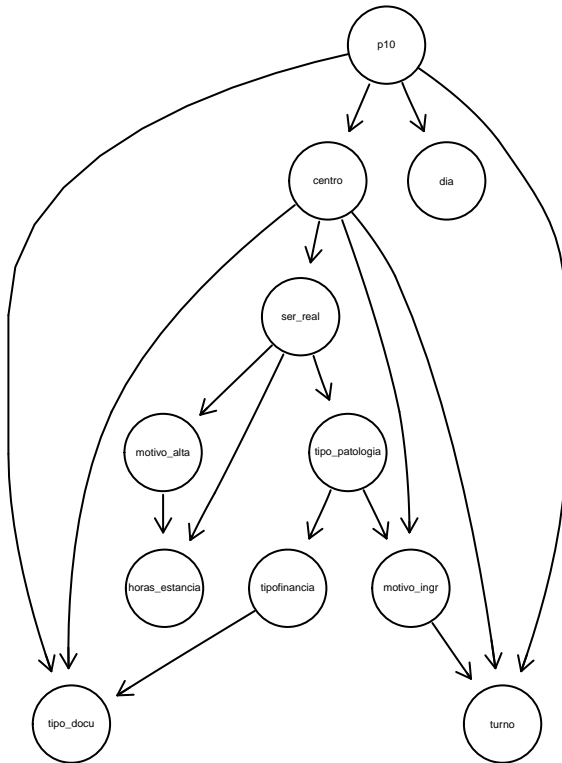 p10
centro
dia
ser_real
motivo_alta
tipo_patologia
horas_estancia
tipofinancia
motivo_ingr
tipo_docu
turno